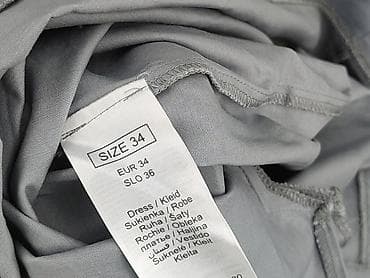 SIZE 34
EUR 34
SLO 36
Dress / Kleid
Sukienka / Robe
Ruha / Šaty
Rochie / Obleka
платье / Haljina
فستان / Vestido
Suknelė / Kleita
Kleit